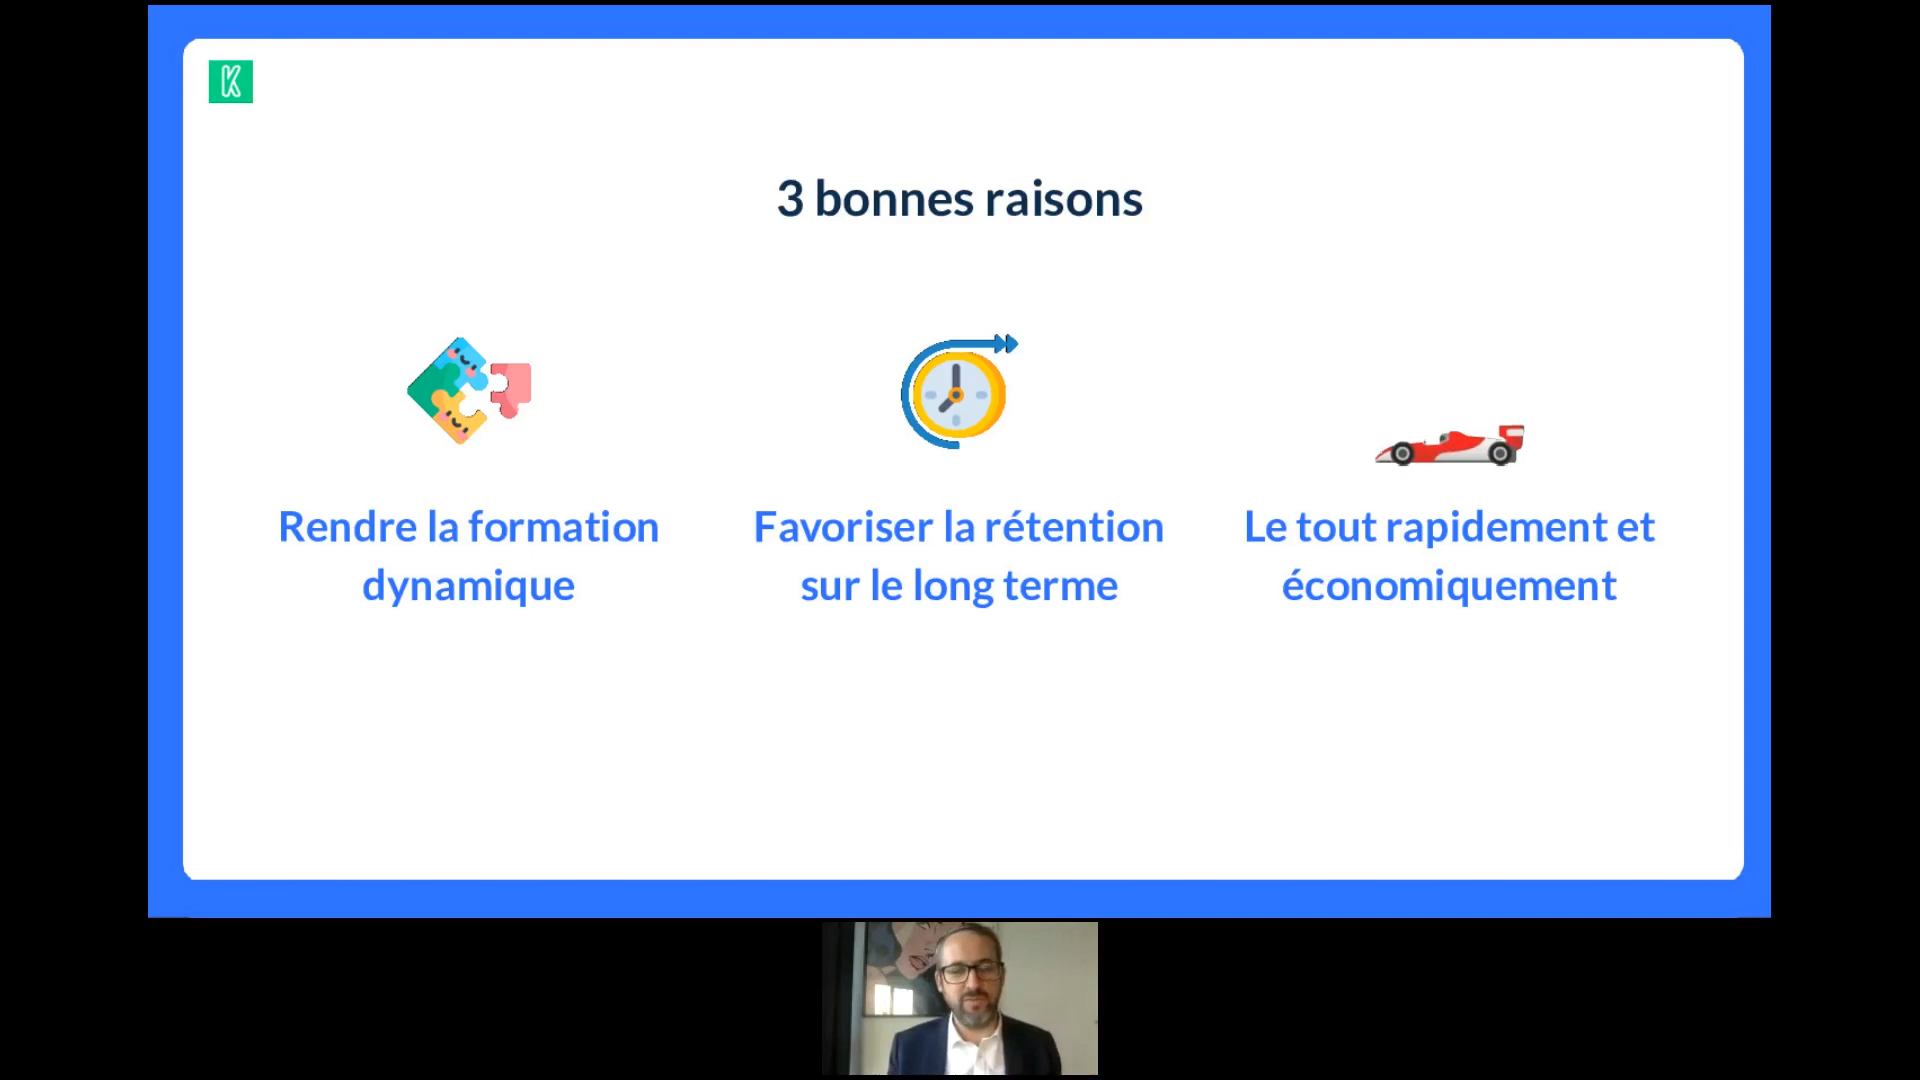 K
3 bonnes raisons
Rendre la formation
dynamique
Favoriser la rétention
sur le long terme
Le tout rapidement et
économiquement